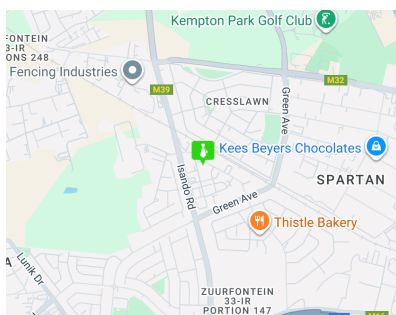 Kempton Park Golf Club
FONTEIN
33-IR
ONS 248
Fencing Industries
M39
M32
CRESSLAWN
Green Ave
Kees Beyers Chocolates
Isando Rd
SPARTAN
Green Ave
Thistle Bakery
A
Lunik Dr
ZUURFONTEIN
33-IR
PORTION 147